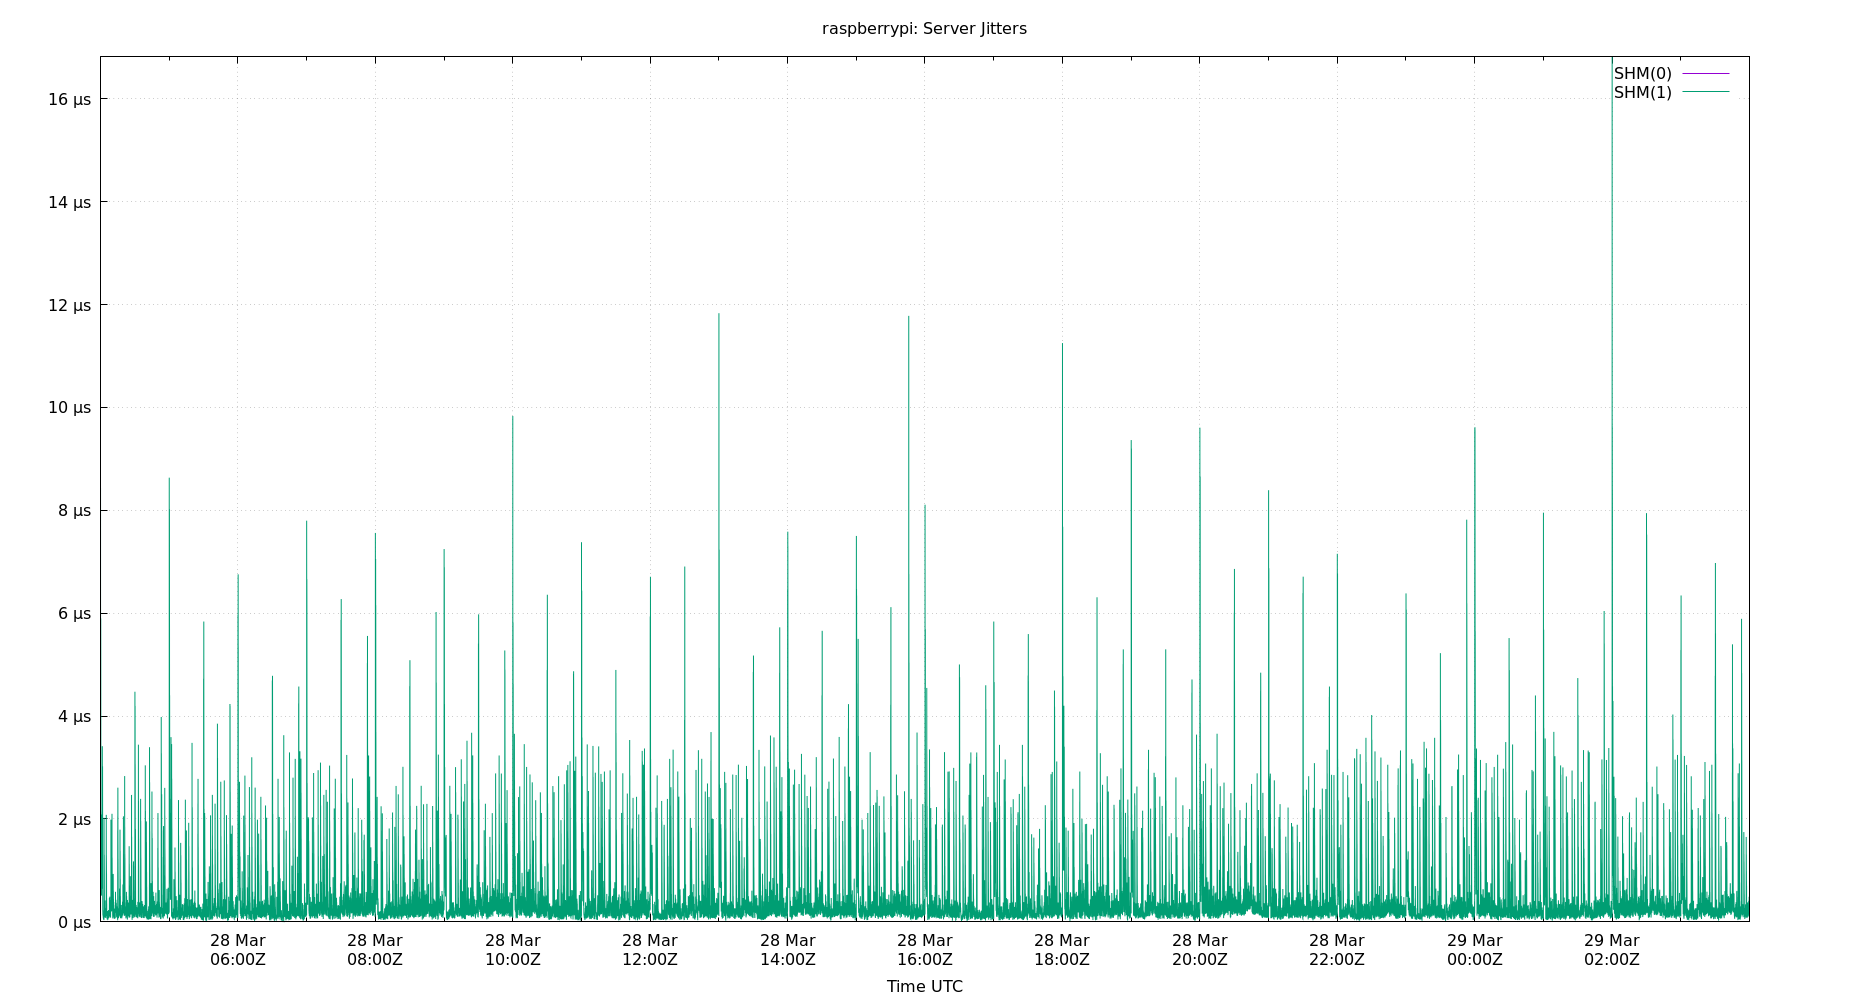 raspberrypi: Server Jitters
SHM(0)
SHM(1)
16 µs
14 µs
12 µs
10 µs
8 µs
6 µs
4 µs
2 µs
0 µs
28 Mar 28 Mar 28 Mar 28 Mar 28 Mar 28 Mar 28 Mar 28 Mar 28 Mar 29 Mar 29 Mar
06:00Z 08:00Z 10:00Z 12:00Z 14:00Z 16:00Z 18:00Z 20:00Z 22:00Z 00:00Z 02:00Z
Time UTC